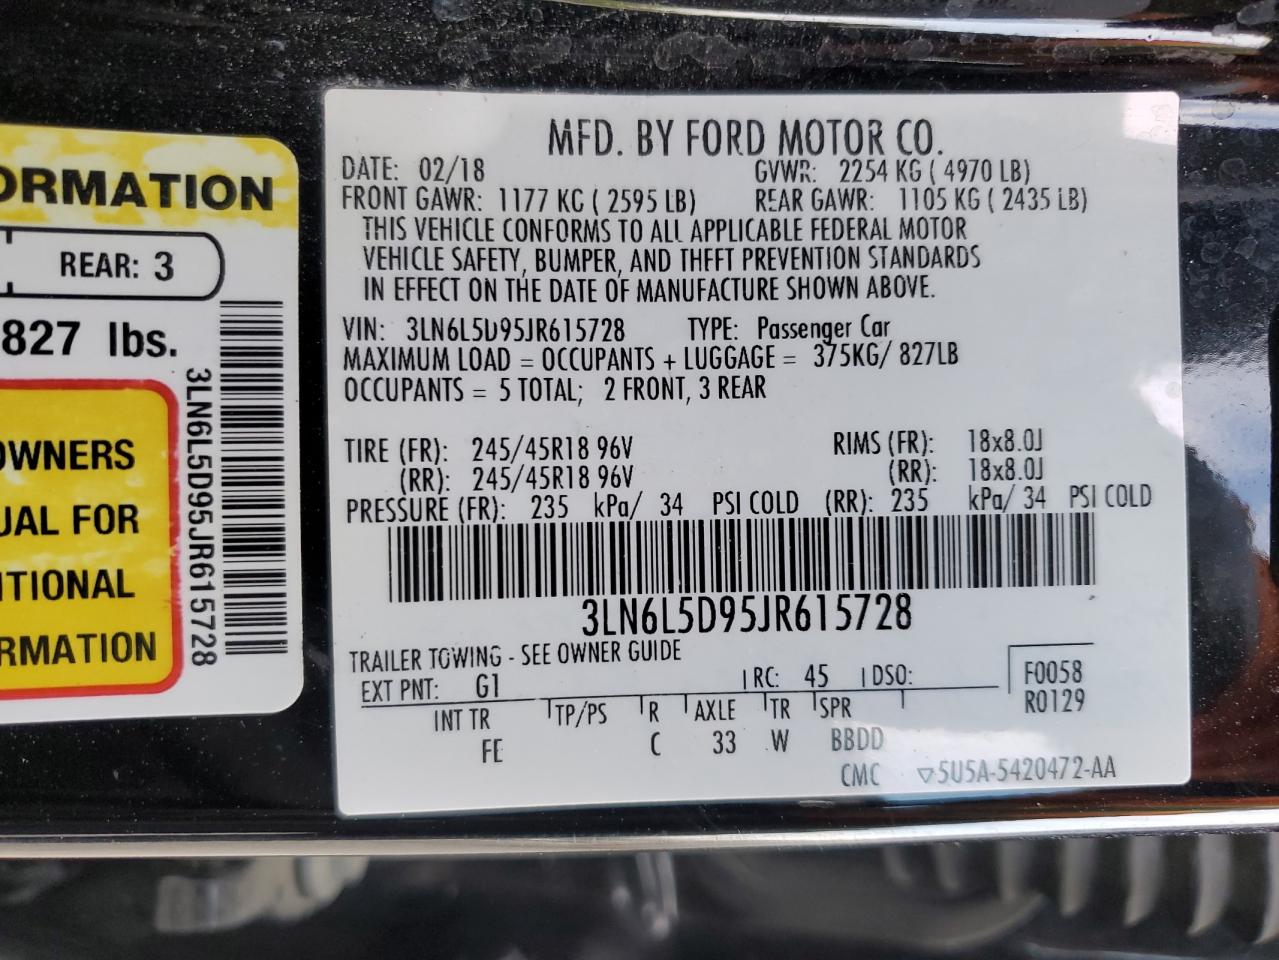 ORMATION
REAR: 3
827 lbs.
3LN6L5D95JR615728
OWNERS
UAL FOR
ITIONAL
RMATION
MFD. BY FORD MOTOR CO.
DATE: 02/18 GVWR: 2254 KG ( 4970 LB)
FRONT GAWR: 1177 KG ( 2595 LB) REAR GAWR: 1105 KG ( 2435 LB)
THIS VEHICLE CONFORMS TO ALL APPLICABLE FEDERAL MOTOR
VEHICLE SAFETY, BUMPER, AND THEFT PREVENTION STANDARDS
IN EFFECT ON THE DATE OF MANUFACTURE SHOWN ABOVE.
VIN: 3LN6L5D95JR615728 TYPE: Passenger Car
MAXIMUM LOAD = OCCUPANTS + LUGGAGE = 375KG/ 827LB
OCCUPANTS = 5 TOTAL; 2 FRONT, 3 REAR
TIRE (FR): 245/45R18 96V RIMS (FR): 18x8.0J
(RR): 245/45R18 96V (RR): 18x8.0J
PRESSURE (FR): 235 kPa/ 34 PSI COLD (RR): 235 kPa/ 34 PSI COLD
3LN6L5D95JR615728
TRAILER TOWING - SEE OWNER GUIDE
EXT PNT: G1 RC: 45 DSO: F0058
R0129
INT TR TP/PS R AXLE TR SPR
FE C 33 W BBDD
CMC ▽5U5A-5420472-AA